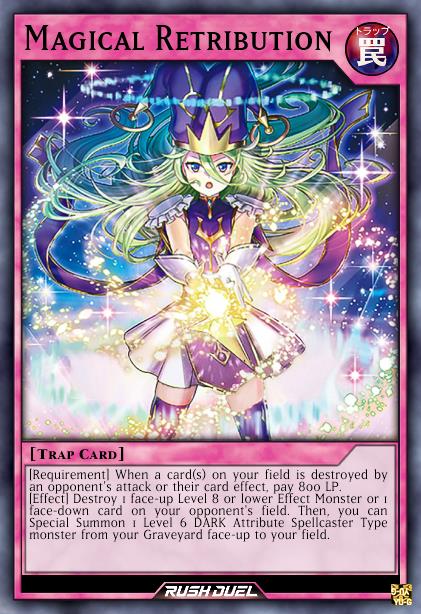 MAGICAL RETRIBUTION
トラップ
罠
[TRAP CARD]
[Requirement] When a card(s) on your field is destroyed by
an opponent's attack or their card effect, pay 800 LP.
[Effect] Destroy 1 face-up Level 8 or lower Effect Monster or 1
face-down card on your opponent's field. Then, you can
Special Summon 1 Level 6 DARK Attribute Spellcaster Type
monster from your Graveyard face-up to your field.
RUSH DUEL